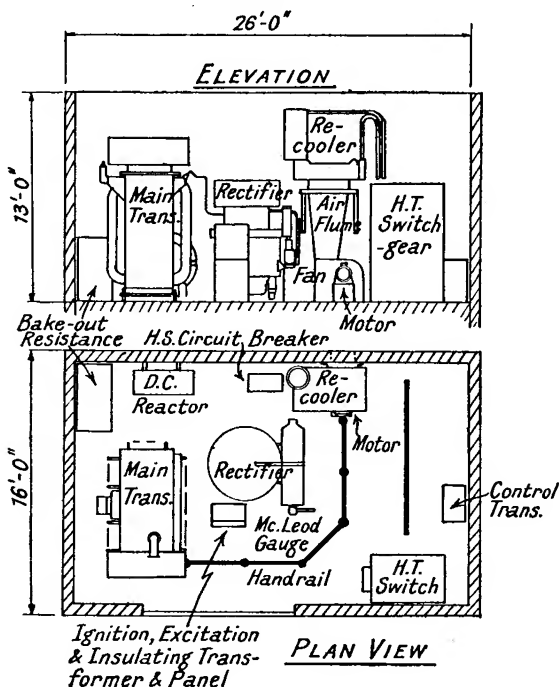 26'-0"
ELEVATION
13'-0"
Re-
cooler
Main
Trans.
Rectifier
Air
Flume
H.T.
Switch
-gear
Fan
Motor
Bake-out
Resistance
H.S. Circuit Breaker
16'-0"
D.C.
Reactor
Re-
cooler
Motor
Main
Trans.
Rectifier
Control
Trans.
Mc.Leod
Gauge
Handrail
H.T.
Switch
Ignition, Excitation
& Insulating Trans-
former & Panel
PLAN VIEW